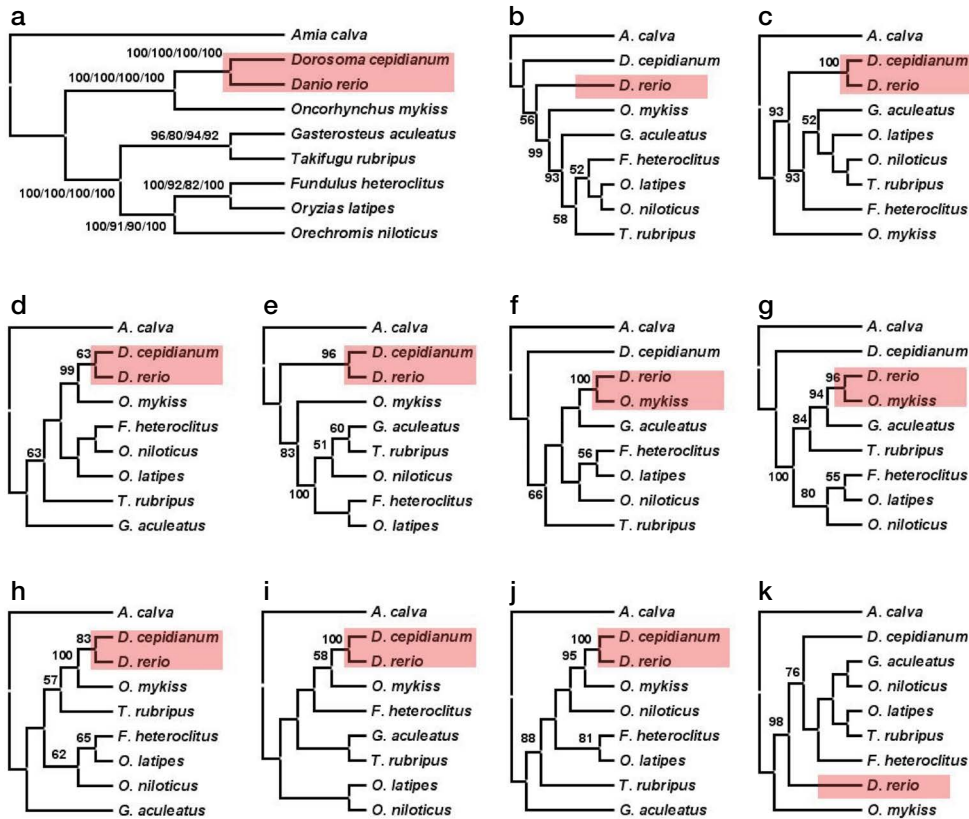 a
100/100/100/100
100/100/100/100
96/80/94/92
100/100/100/100
100/92/82/100
100/91/90/100
Amia calva
Dorosoma cepidianum
Danio rerio
Oncorhynchus mykiss
Gasterosteus aculeatus
Takifugu rubripus
Fundulus heteroclitus
Oryzias latipes
Orechromis niloticus
b
56
99
93
52
58
A. calva
D. cepidianum
D. rerio
O. mykiss
G. aculeatus
F. heteroclitus
O. latipes
O. niloticus
T. rubripus
c
100
93
52
93
A. calva
D. cepidianum
D. rerio
G. aculeatus
O. latipes
O. niloticus
T. rubripus
F. heteroclitus
O. mykiss
d
63
99
63
A. calva
D. cepidianum
D. rerio
O. mykiss
F. heteroclitus
O. niloticus
O. latipes
T. rubripus
G. aculeatus
e
96
60
83
51
100
A. calva
D. cepidianum
D. rerio
O. mykiss
G. aculeatus
T. rubripus
O. niloticus
F. heteroclitus
O. latipes
f
100
56
66
A. calva
D. cepidianum
D. rerio
O. mykiss
G. aculeatus
F. heteroclitus
O. latipes
O. niloticus
T. rubripus
g
96
94
84
100
55
80
A. calva
D. cepidianum
D. rerio
O. mykiss
G. aculeatus
T. rubripus
F. heteroclitus
O. latipes
O. niloticus
h
83
100
57
65
62
A. calva
D. cepidianum
D. rerio
O. mykiss
T. rubripus
F. heteroclitus
O. latipes
O. niloticus
G. aculeatus
i
100
58
A. calva
D. cepidianum
D. rerio
O. mykiss
F. heteroclitus
G. aculeatus
T. rubripus
O. latipes
O. niloticus
j
100
95
88
81
A. calva
D. cepidianum
D. rerio
O. mykiss
O. niloticus
F. heteroclitus
O. latipes
T. rubripus
G. aculeatus
k
76
98
A. calva
D. cepidianum
G. aculeatus
O. niloticus
O. latipes
T. rubripus
F. heteroclitus
D. rerio
O. mykiss